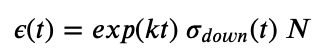 ϵ(t) = exp(kt) σ_down(t) N